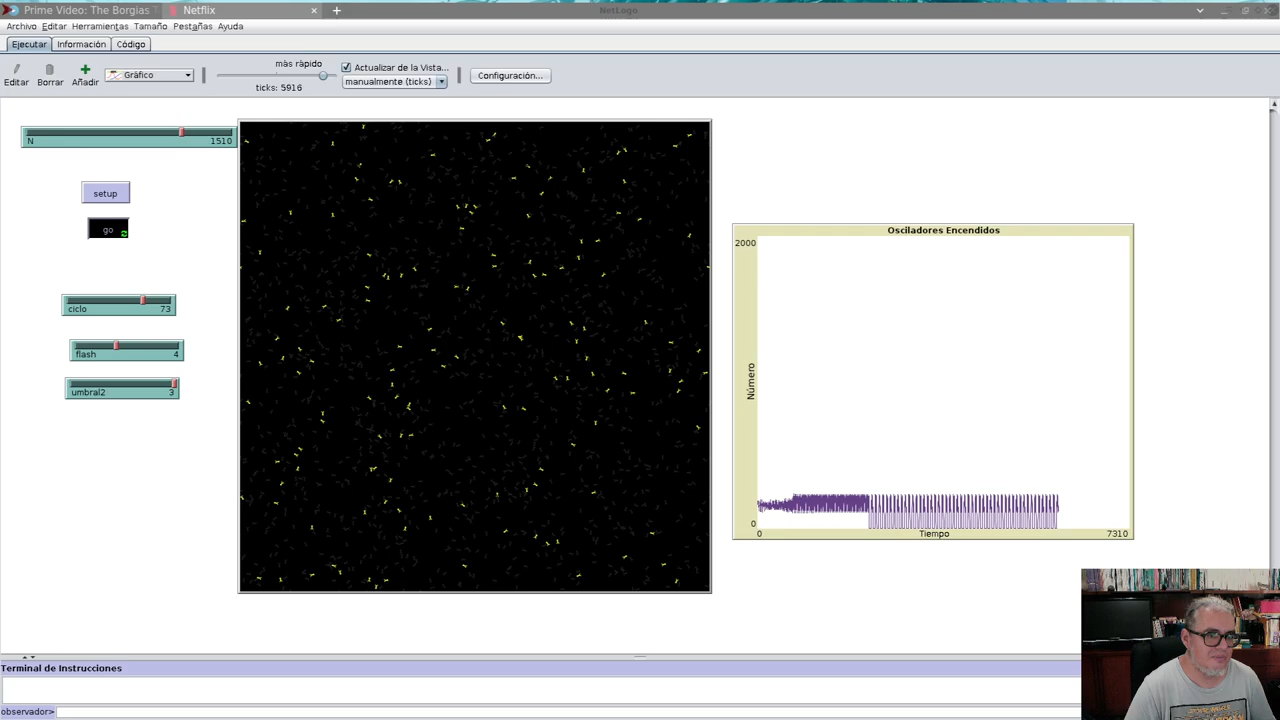 Prime Video: The Borgias
Netflix
NetLogo
Archivo Editar Herramientas Tamaño Pestañas Ayuda
Ejecutar Información Código
más rápido
Actualizar de la Vista...
Editar Borrar Añadir
Gráfico
manualmente (ticks)
Configuración...
ticks: 5916
N 1510
setup
go
ciclo 73
flash 4
umbral2 3
Osciladores Encendidos
2000
Número
0
0 Tiempo 7310
Terminal de Instrucciones
observador>